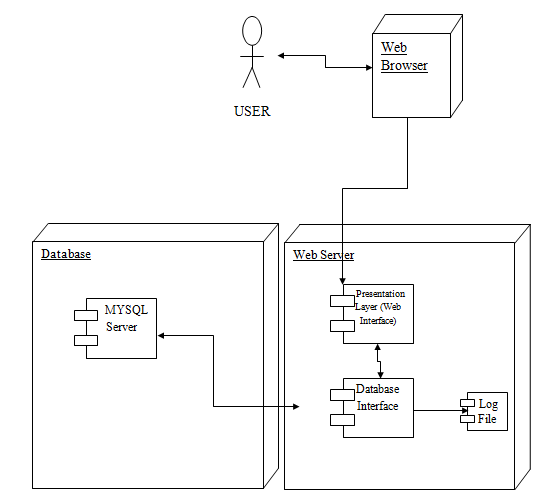 Web
Browser
USER
Database
Web Server
MYSQL
Server
Presentation
Layer (Web
Interface)
Database
Interface
Log
File